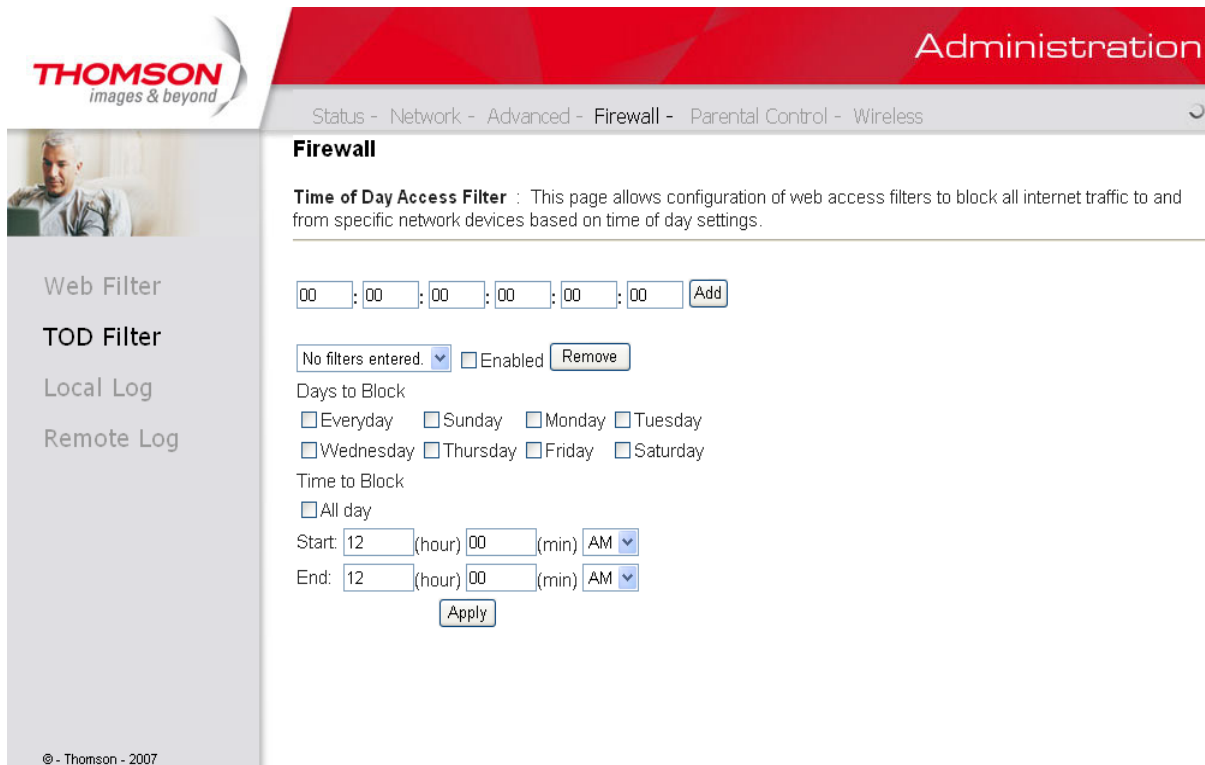 THOMSON
images & beyond
Administration
Status - Network - Advanced - Firewall - Parental Control - Wireless
Firewall
Time of Day Access Filter : This page allows configuration of web access filters to block all internet traffic to and
from specific network devices based on time of day settings.
Web Filter
TOD Filter
Local Log
Remote Log
00 : 00 : 00 : 00 : 00 : 00 Add
No filters entered. Enabled Remove
Days to Block
Everyday Sunday Monday Tuesday
Wednesday Thursday Friday Saturday
Time to Block
All day
Start: 12 (hour) 00 (min) AM
End: 12 (hour) 00 (min) AM
Apply
© - Thomson - 2007